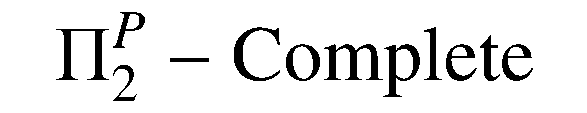 Π₂ᴾ – Complete